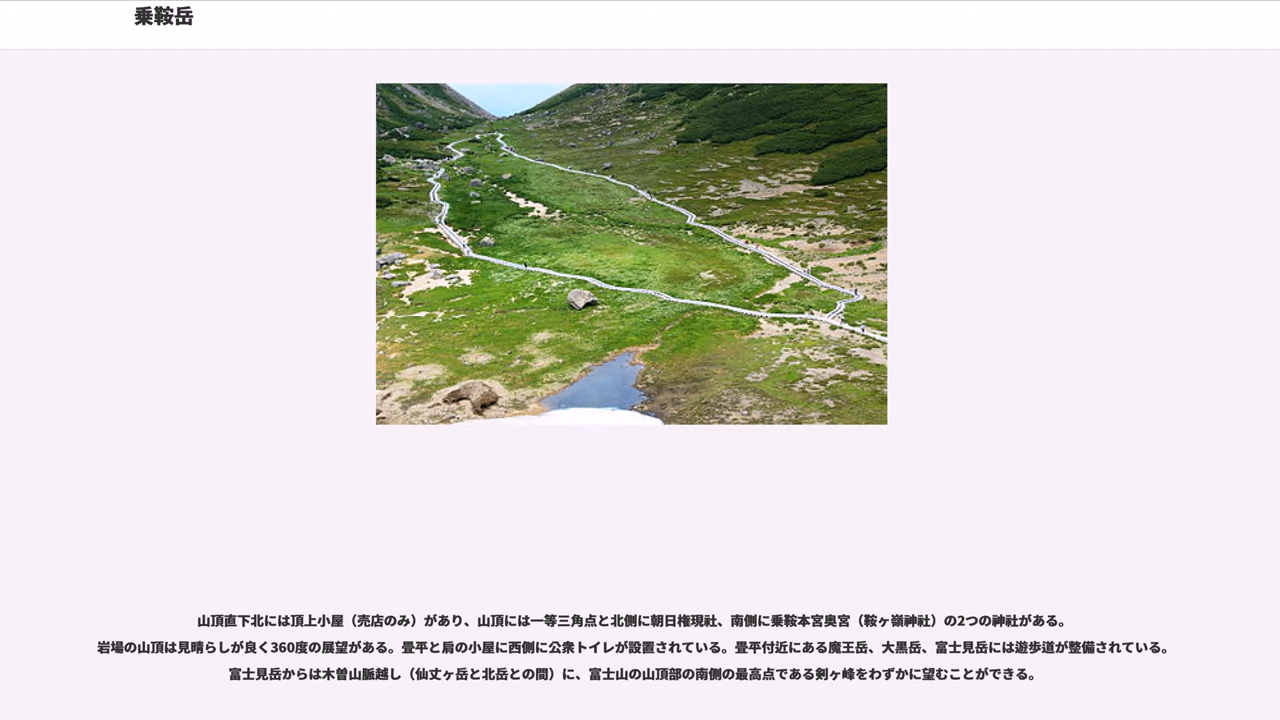 乗鞍岳
山頂直下北には頂上小屋（売店のみ）があり、山頂には一等三角点と北側に朝日権現社、南側に乗鞍本宮奥宮（鞍ヶ嶺神社）の2つの神社がある。
岩場の山頂は見晴らしが良く360度の展望がある。畳平と肩の小屋に西側に公衆トイレが設置されている。畳平付近にある魔王岳、大黒岳、富士見岳には遊歩道が整備されている。
富士見岳からは木曽山脈越し（仙丈ヶ岳と北岳との間）に、富士山の山頂部の南側の最高点である剣ヶ峰をわずかに望むことができる。